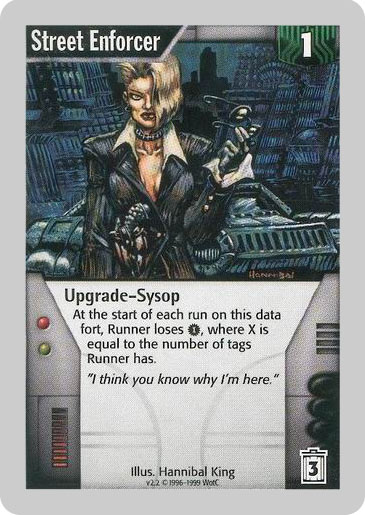 Street Enforcer
1
HANNIBAL
Upgrade-Sysop
At the start of each run on this data
fort, Runner loses X, where X is
equal to the number of tags
Runner has.
"I think you know why I'm here."
3
Illus. Hannibal King
v2.2 ©1996-1999 WotC